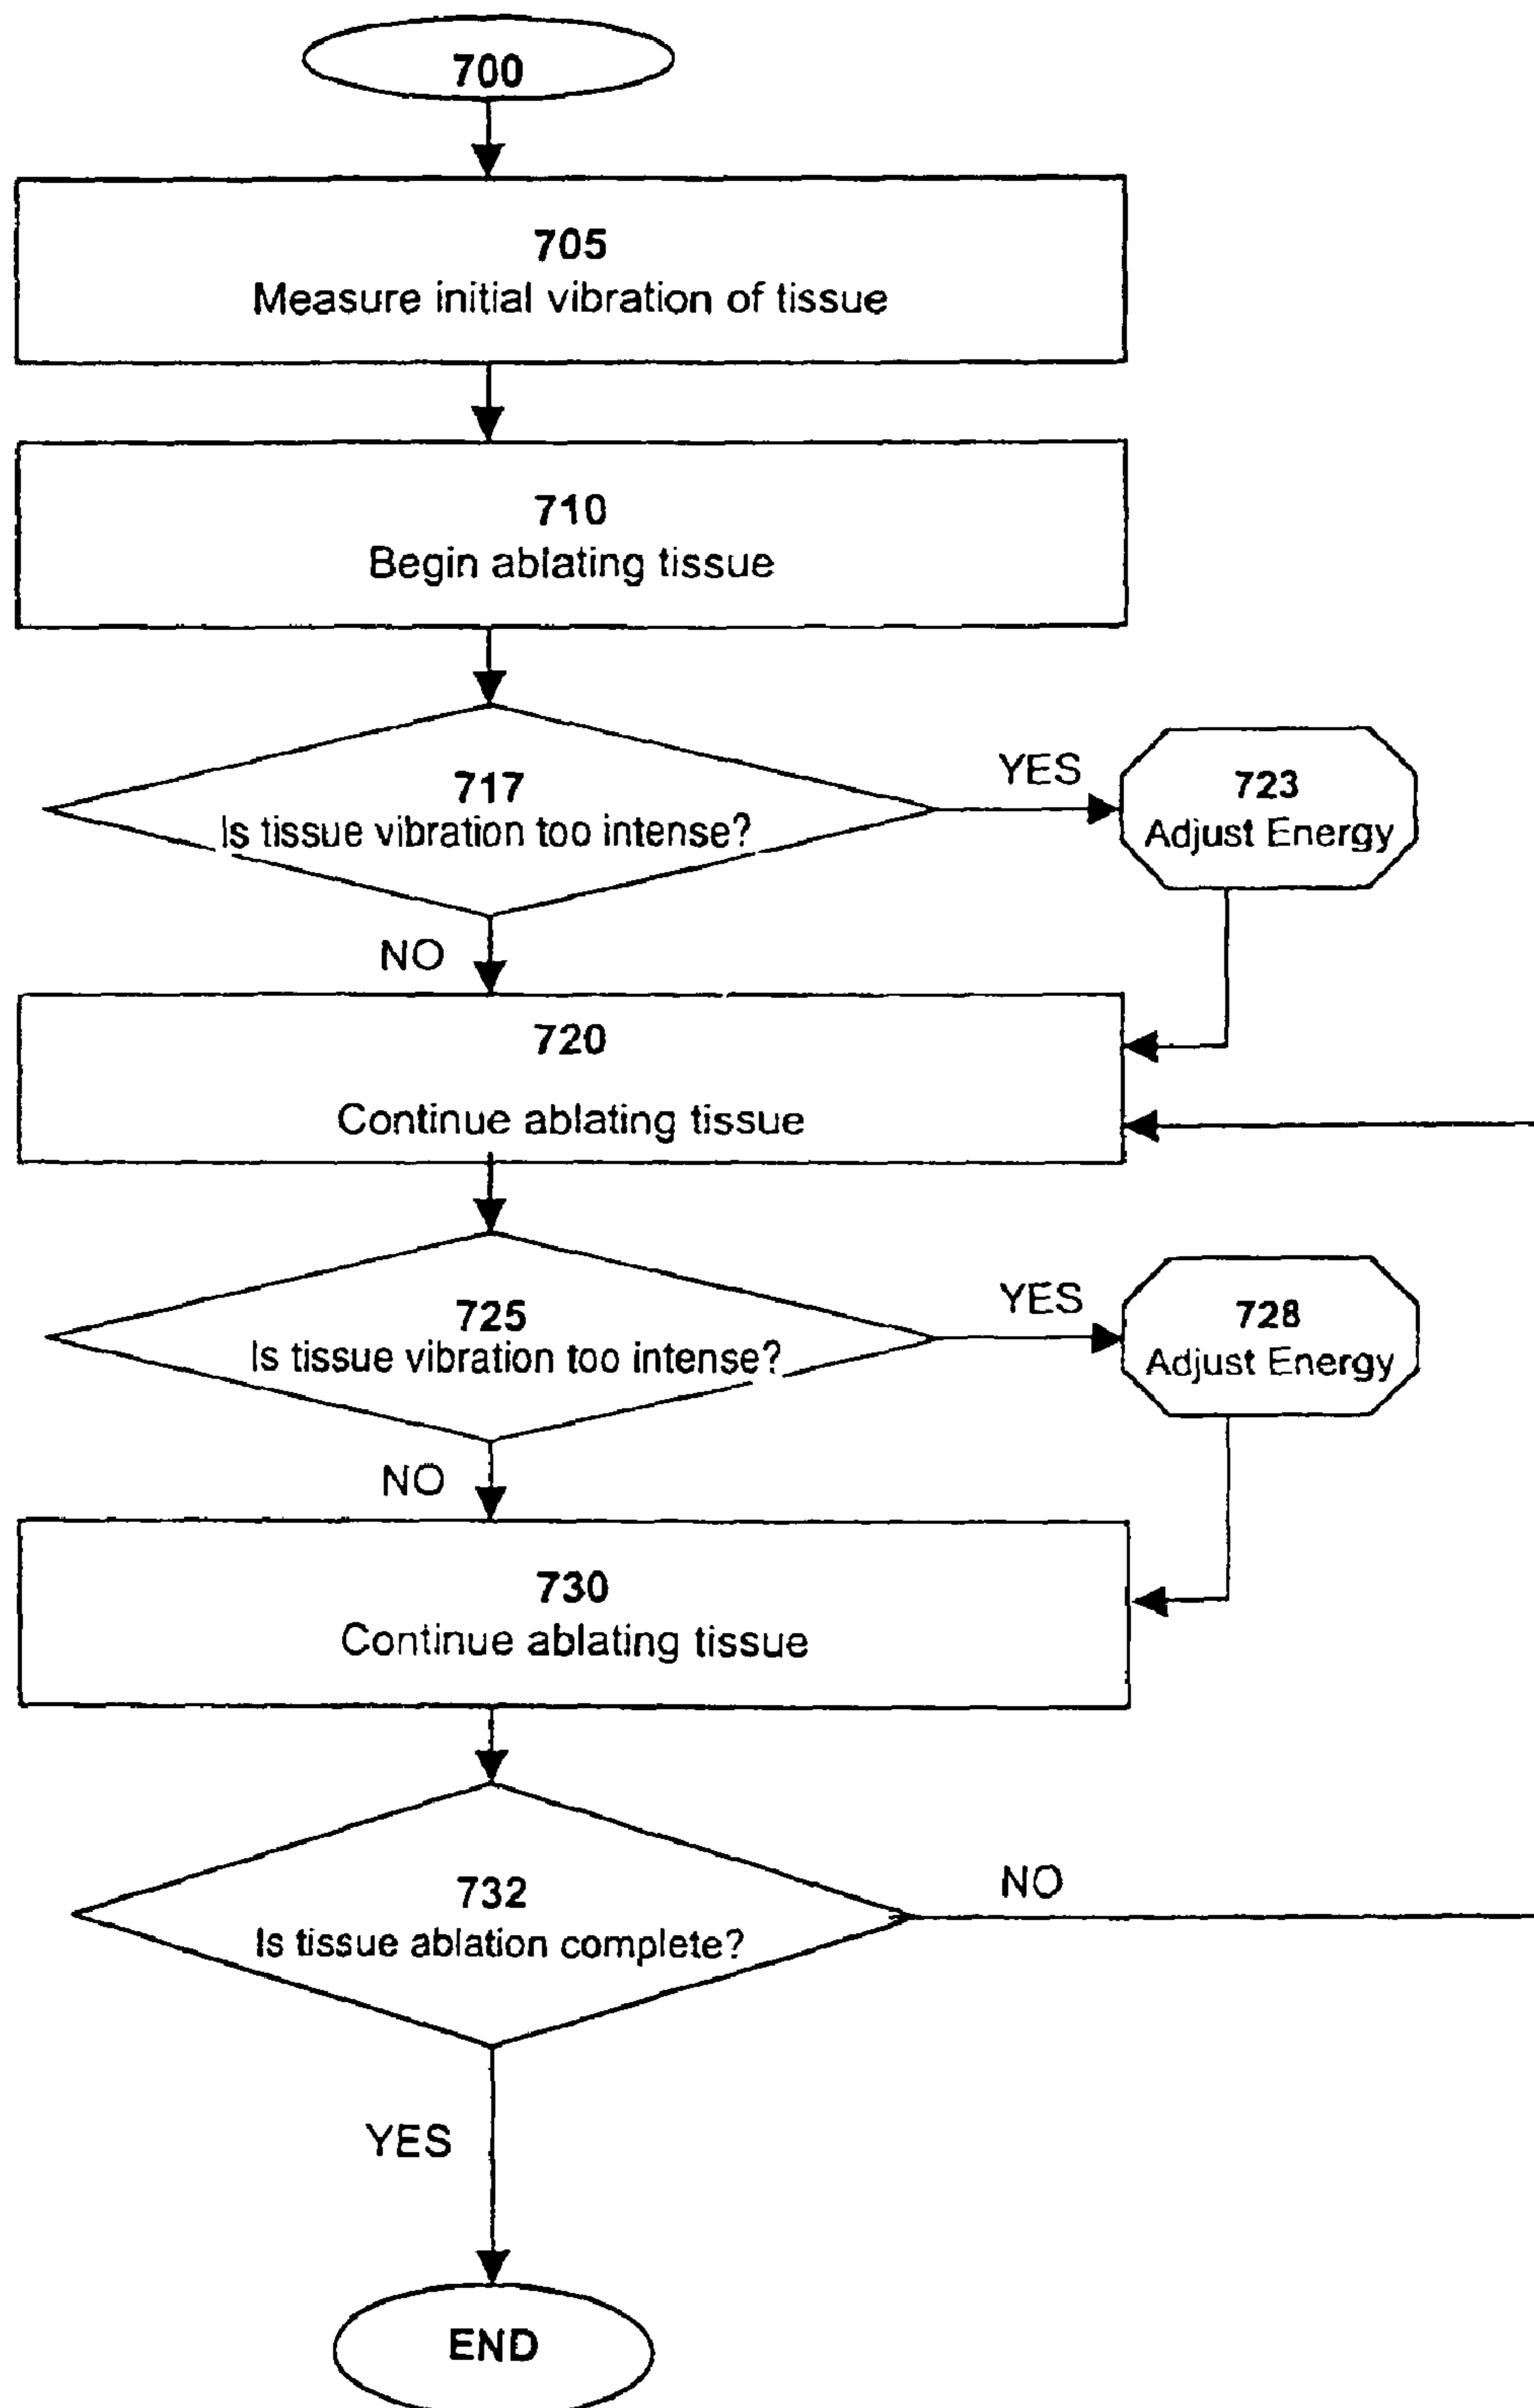 700
705
Measure initial vibration of tissue
710
Begin ablating tissue
717
Is tissue vibration too intense?
YES
723
Adjust Energy
NO
720
Continue ablating tissue
725
Is tissue vibration too intense?
YES
728
Adjust Energy
NO
730
Continue ablating tissue
732
Is tissue ablation complete?
NO
YES
END